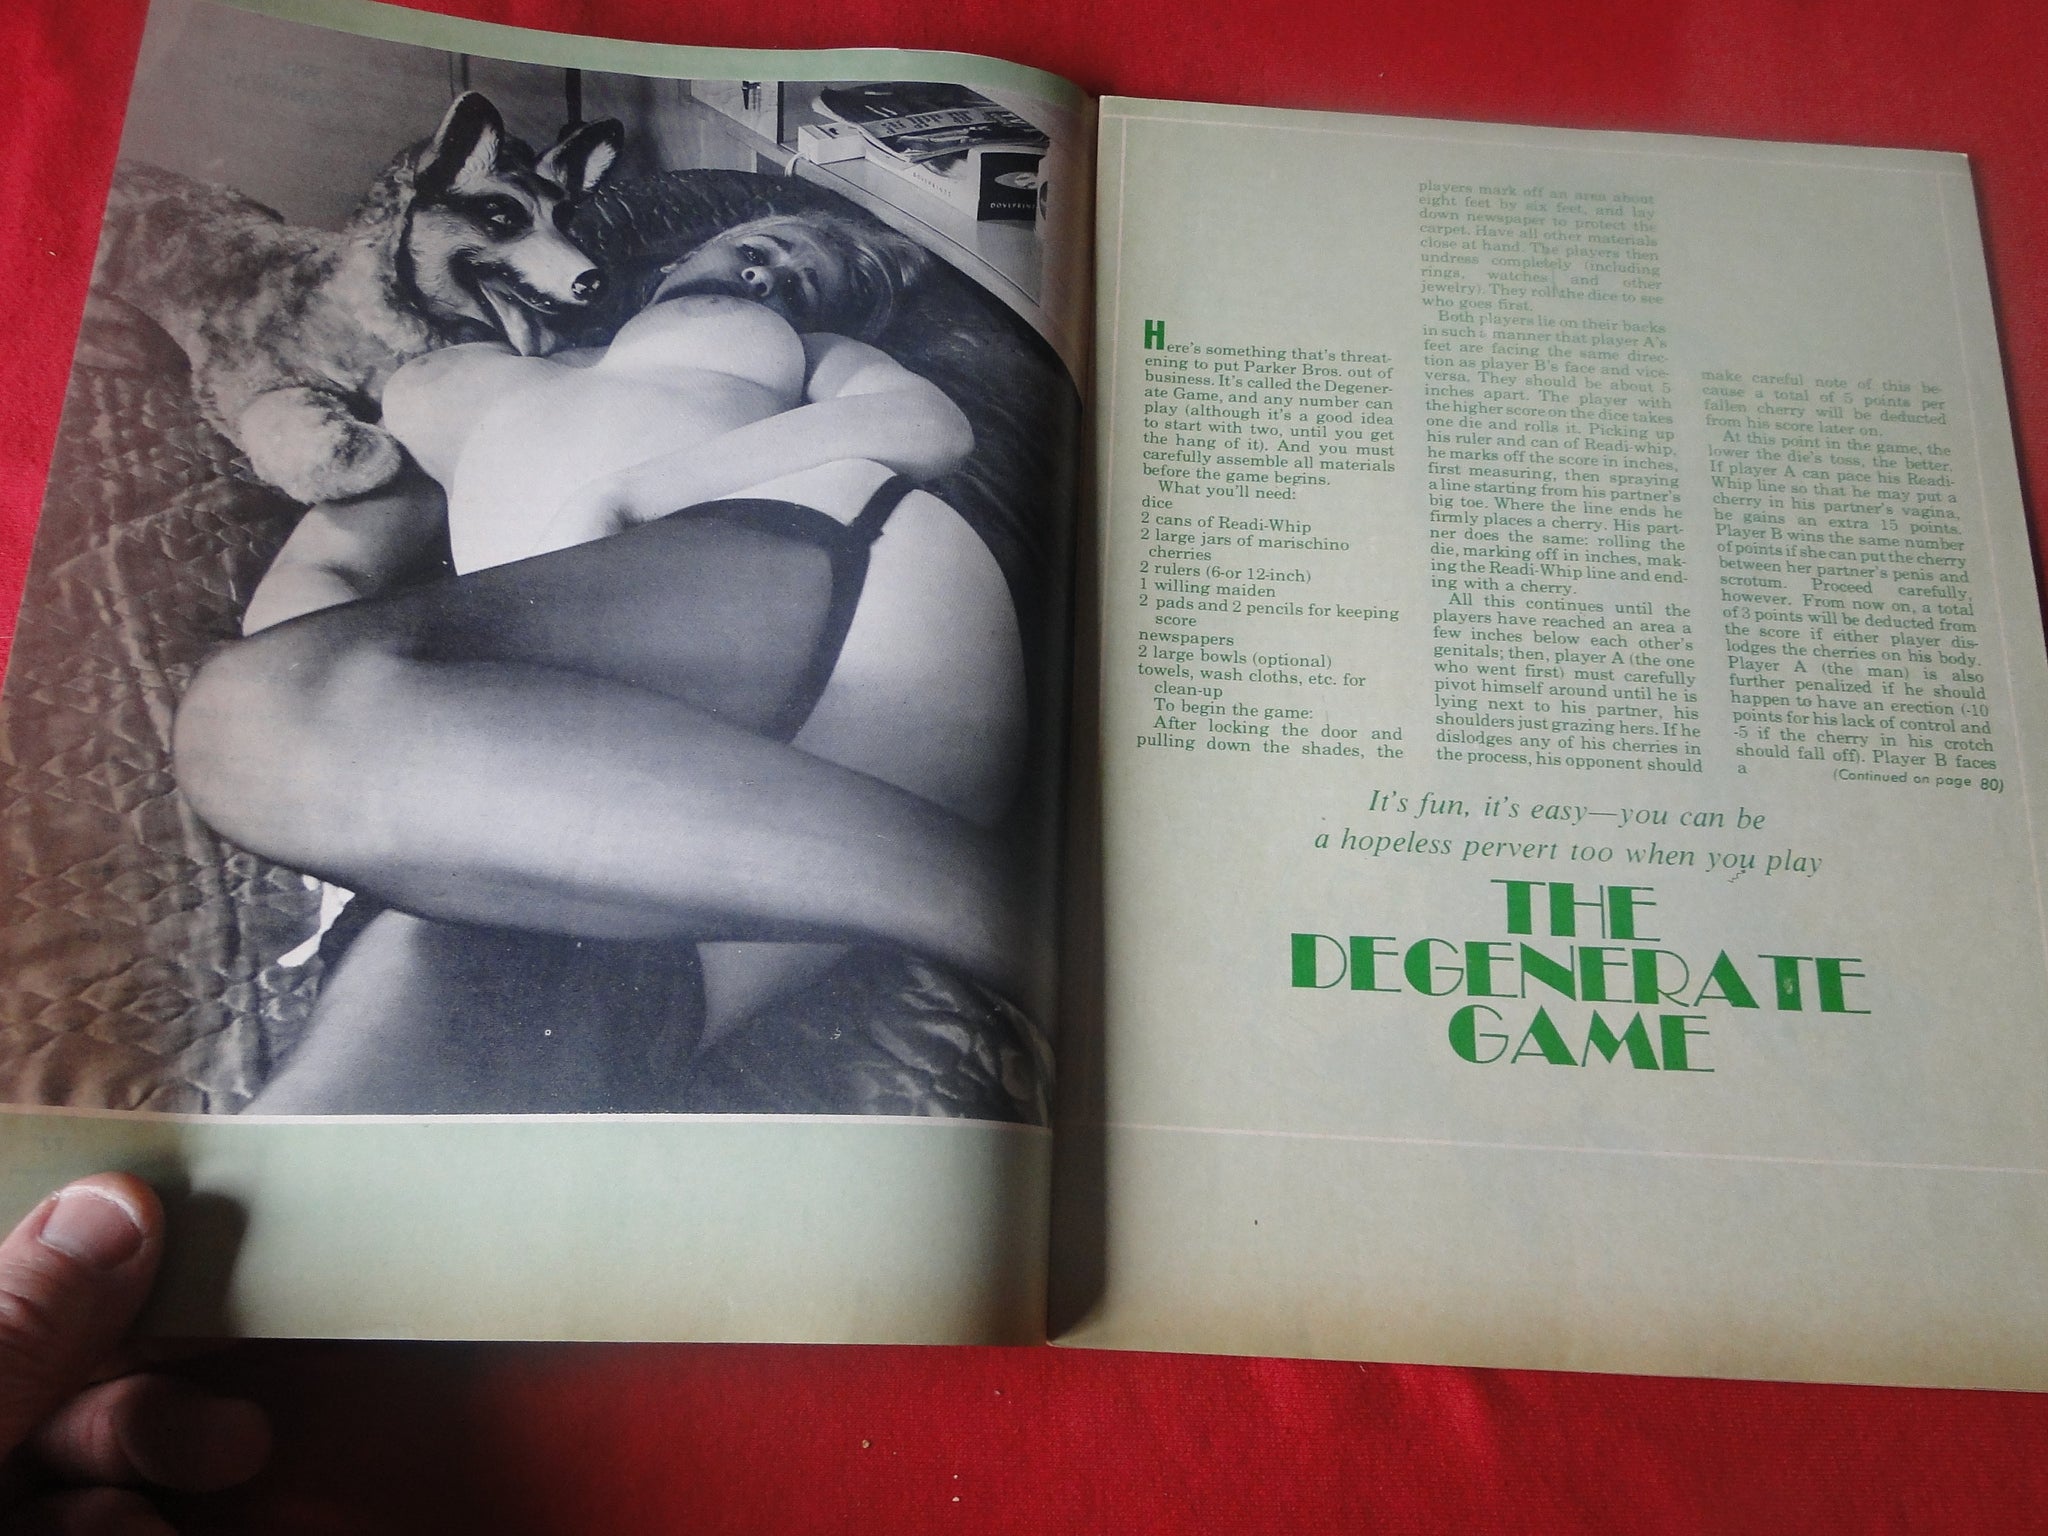 DOVEPRINTS
DOVEPRINT
Here's something that's threat-
ening to put Parker Bros. out of
business. It's called the Degener-
ate Game, and any number can
play (although it's a good idea
to start with two, until you get
the hang of it). And you must
carefully assemble all materials
before the game begins.
What you'll need:
dice
2 cans of Readi-Whip
2 large jars of marischino
cherries
2 rulers (6-or 12-inch)
1 willing maiden
2 pads and 2 pencils for keeping
score
newspapers
2 large bowls (optional)
towels, wash cloths, etc. for
clean-up
To begin the game:
After locking the door and
pulling down the shades, the
players mark off an area about
eight feet by six feet, and lay
down newspaper to protect the
carpet. Have all other materials
close at hand. The players then
undress completely (including
rings, watches and other
jewelry). They roll the dice to see
who goes first.
Both players lie on their backs
in such a manner that player A's
feet are facing the same direc-
tion as player B's face and vice-
versa. They should be about 5
inches apart. The player with
the higher score on the dice takes
one die and rolls it. Picking up
his ruler and can of Readi-whip,
he marks off the score in inches,
first measuring, then spraying
a line starting from his partner's
big toe. Where the line ends he
firmly places a cherry. His part-
ner does the same: rolling the
die, marking off in inches, mak-
ing the Readi-Whip line and end-
ing with a cherry.
All this continues until the
players have reached an area a
few inches below each other's
genitals; then, player A (the one
who went first) must carefully
pivot himself around until he is
lying next to his partner, his
shoulders just grazing hers. If he
dislodges any of his cherries in
the process, his opponent should
make careful note of this be-
cause a total of 5 points per
fallen cherry will be deducted
from his score later on.
At this point in the game, the
lower the die's toss, the better.
If player A can pace his Readi-
Whip line so that he may put a
cherry in his partner's vagina,
he gains an extra 15 points.
Player B wins the same number
of points if she can put the cherry
between her partner's penis and
scrotum. Proceed carefully,
however. From now on, a total
of 3 points will be deducted from
the score if either player dis-
lodges the cherries on his body.
Player A (the man) is also
further penalized if he should
happen to have an erection (-10
points for his lack of control and
-5 if the cherry in his crotch
should fall off). Player B faces
a (Continued on page 80)
It's fun, it's easy—you can be
a hopeless pervert too when you play
THE
DEGENERATE
GAME